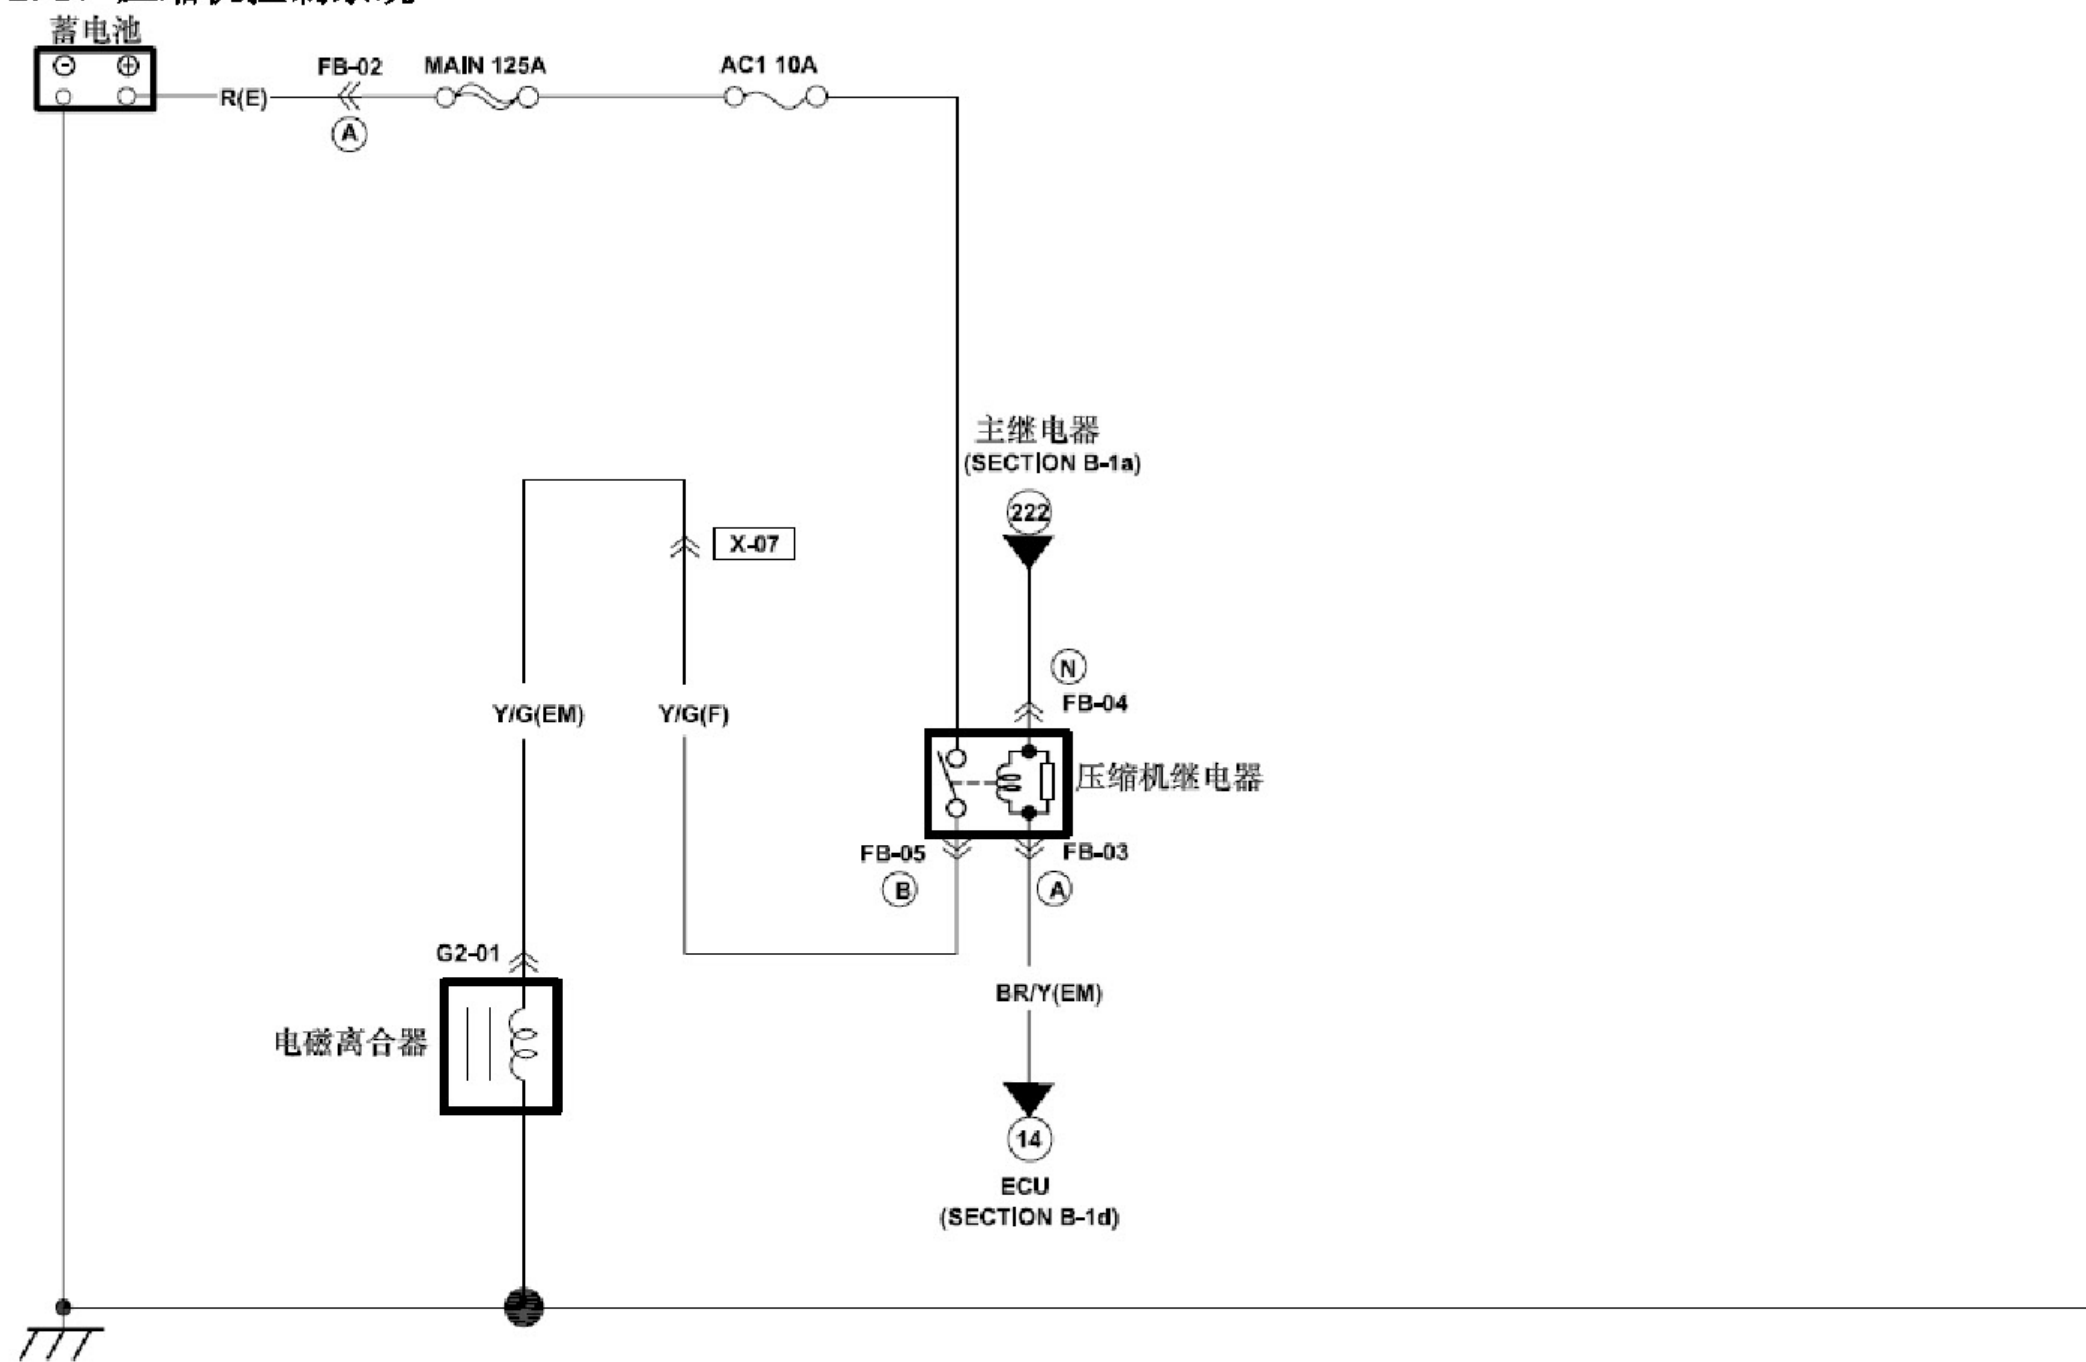 蓄电池
R(E)
FB-02
A
MAIN 125A
AC1 10A
主继电器
(SECTION B-1a)
222
X-07
N
FB-04
Y/G(EM)
Y/G(F)
压缩机继电器
FB-05
B
FB-03
A
G2-01
电磁离合器
BR/Y(EM)
14
ECU
(SECTION B-1d)